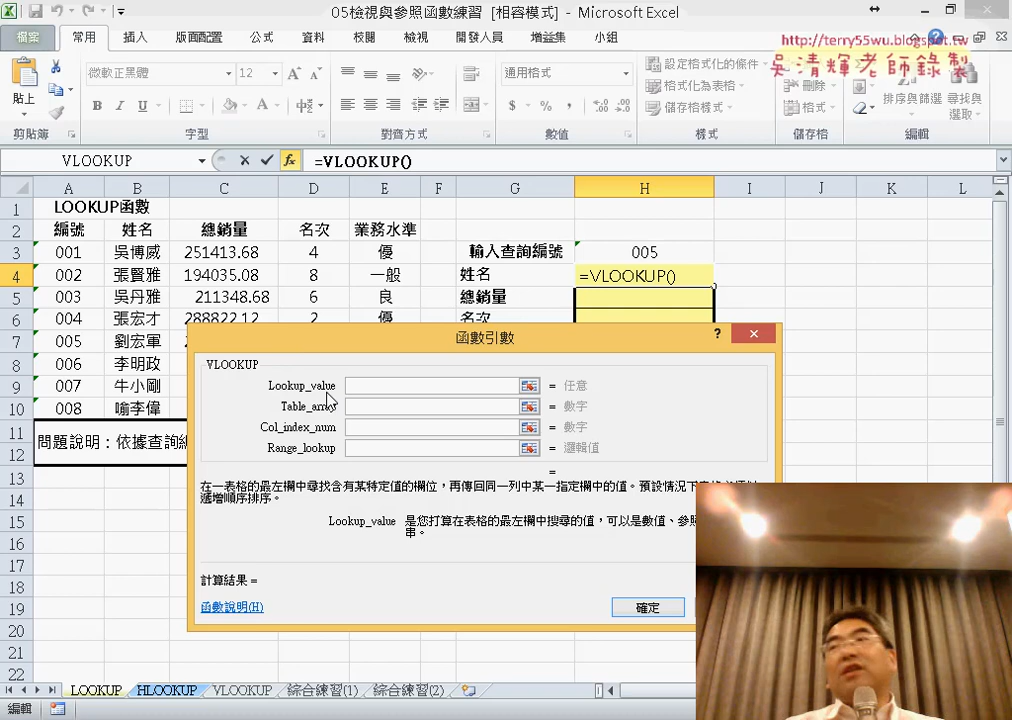 05檢視與參照函數練習 [相容模式] - Microsoft Excel
檔案 常用 插入 版面配置 公式 資料 校閱 檢視 開發人員 增益集 小組
http://terry55wu.blogspot.tw
吳清輝老師錄製
貼上 微軟正黑體 12 通用格式 設定格式化的條件
B I U A 中 $ % , 格式化為表格 刪除 排序與篩選 尋找與
儲存格樣式 格式 選取
剪貼簿 字型 對齊方式 數值 樣式 儲存格 編輯
VLOOKUP fx =VLOOKUP()
A B C D E F G H I J K L
1 LOOKUP函數
2 編號 姓名 總銷量 名次 業務水準
3 001 吳博威 251413.68 4 優 輸入查詢編號 005
4 002 張賢雅 194035.08 8 一般 姓名 =VLOOKUP()
5 003 吳丹雅 211348.68 6 良 總銷量
6 004 張宏才 288822.12 2 優 名次
7 005 劉宏軍
8 006 李明政
9 007 牛小剛
10 008 喻李偉
11
問題說明：依據查詢編
12
13
14
15
16
17
18
19
20
21
22
函數引數 ?
VLOOKUP
Lookup_value = 任意
Table_array = 數字
Col_index_num = 數字
Range_lookup = 邏輯值
=
在一表格的最左欄中尋找含有某特定值的欄位，再傳回同一列中某一指定欄中的值。預設情況下
遞增順序排序。
Lookup_value 是您打算在表格的最左欄中搜尋的值，可以是數值、參照
串。
計算結果 =
函數說明(H) 確定
LOOKUP HLOOKUP VLOOKUP 綜合練習(1) 綜合練習(2)
編輯